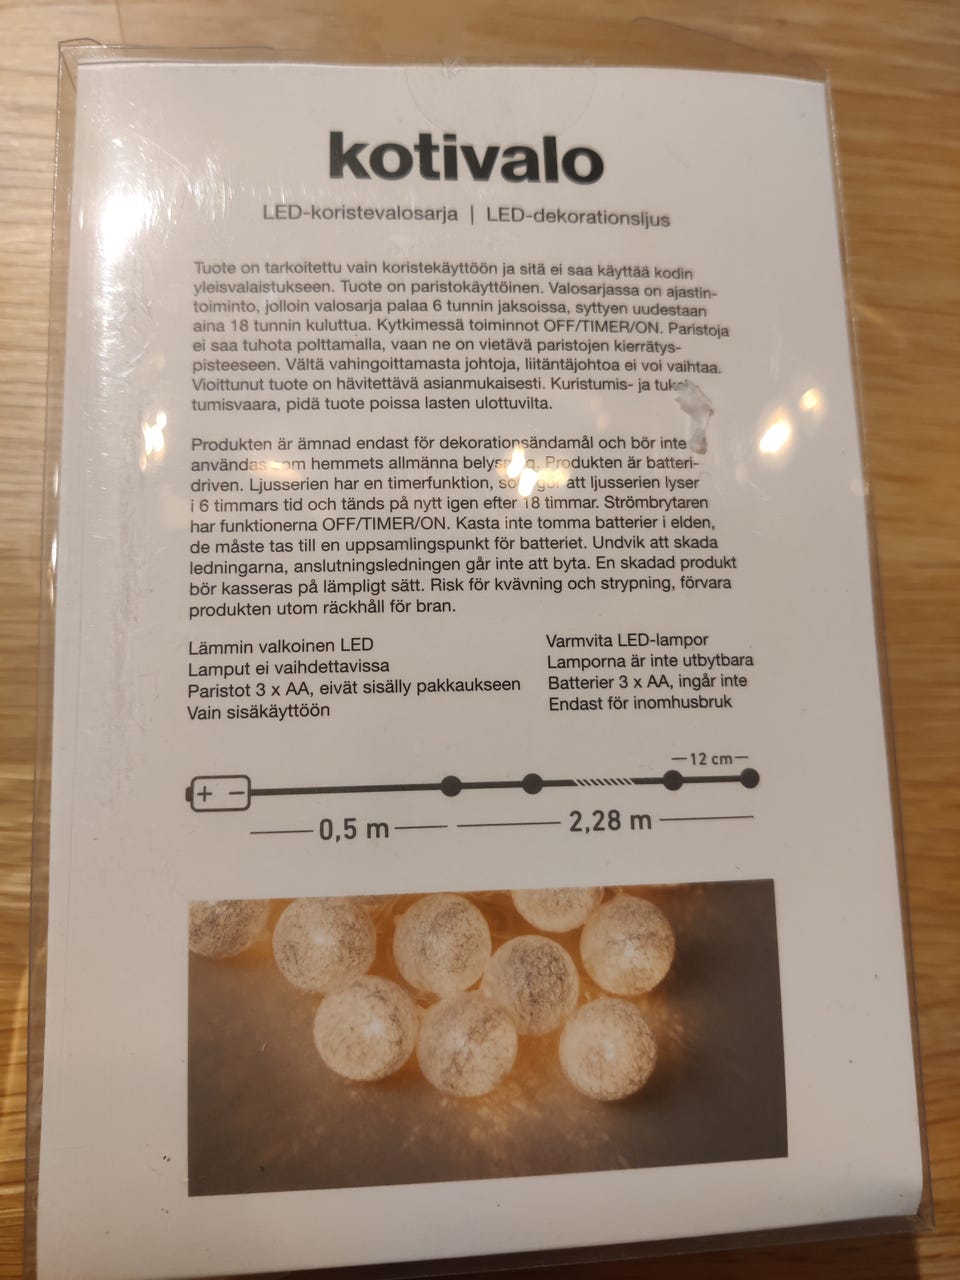 kotivalo
LED-koristevalosarja | LED-dekorationsljus
Tuote on tarkoitettu vain koristekäyttöön ja sitä ei saa käyttää kodin
yleisvalaistukseen. Tuote on paristokäyttöinen. Valosarjassa on ajastin-
toiminto, jolloin valosarja palaa 6 tunnin jaksoissa, syttyen uudestaan
aina 18 tunnin kuluttua. Kytkimessä toiminnot OFF/TIMER/ON. Paristoja
ei saa tuhota polttamalla, vaan ne on vietävä paristojen kierrätys-
pisteeseen. Vältä vahingoittamasta johtoja, liitäntäjohtoa ei voi vaihtaa.
Vioittunut tuote on hävitettävä asianmukaisesti. Kuristumis- ja
tumisvaara, pidä tuote poissa lasten ulottuvilta.
Produkten är ämnad endast för dekorationsändamål och bör inte
användas som hemmets allmänna belysning. Produkten är batteri-
driven. Ljusserien har en timerfunktion, som gör att ljusserien lyser
i 6 timmars tid och tänds på nytt igen efter 18 timmar. Strömbrytaren
har funktionerna OFF/TIMER/ON. Kasta inte tomma batterier i elden,
de måste tas till en uppsamlingspunkt för batteriet. Undvik att skada
ledningarna, anslutningsledningen går inte att byta. En skadad produkt
bör kasseras på lämpligt sätt. Risk för kvävning och strypning, förvara
produkten utom räckhåll för bran.
Lämmin valkoinen LED
Lamput ei vaihdettavissa
Paristot 3 x AA, eivät sisälly pakkaukseen
Vain sisäkäyttöön
Varmvita LED-lampor
Lamporna är inte utbytbara
Batterier 3 x AA, ingår inte
Endast för inomhusbruk
12 cm
+ −
0,5 m
2,28 m